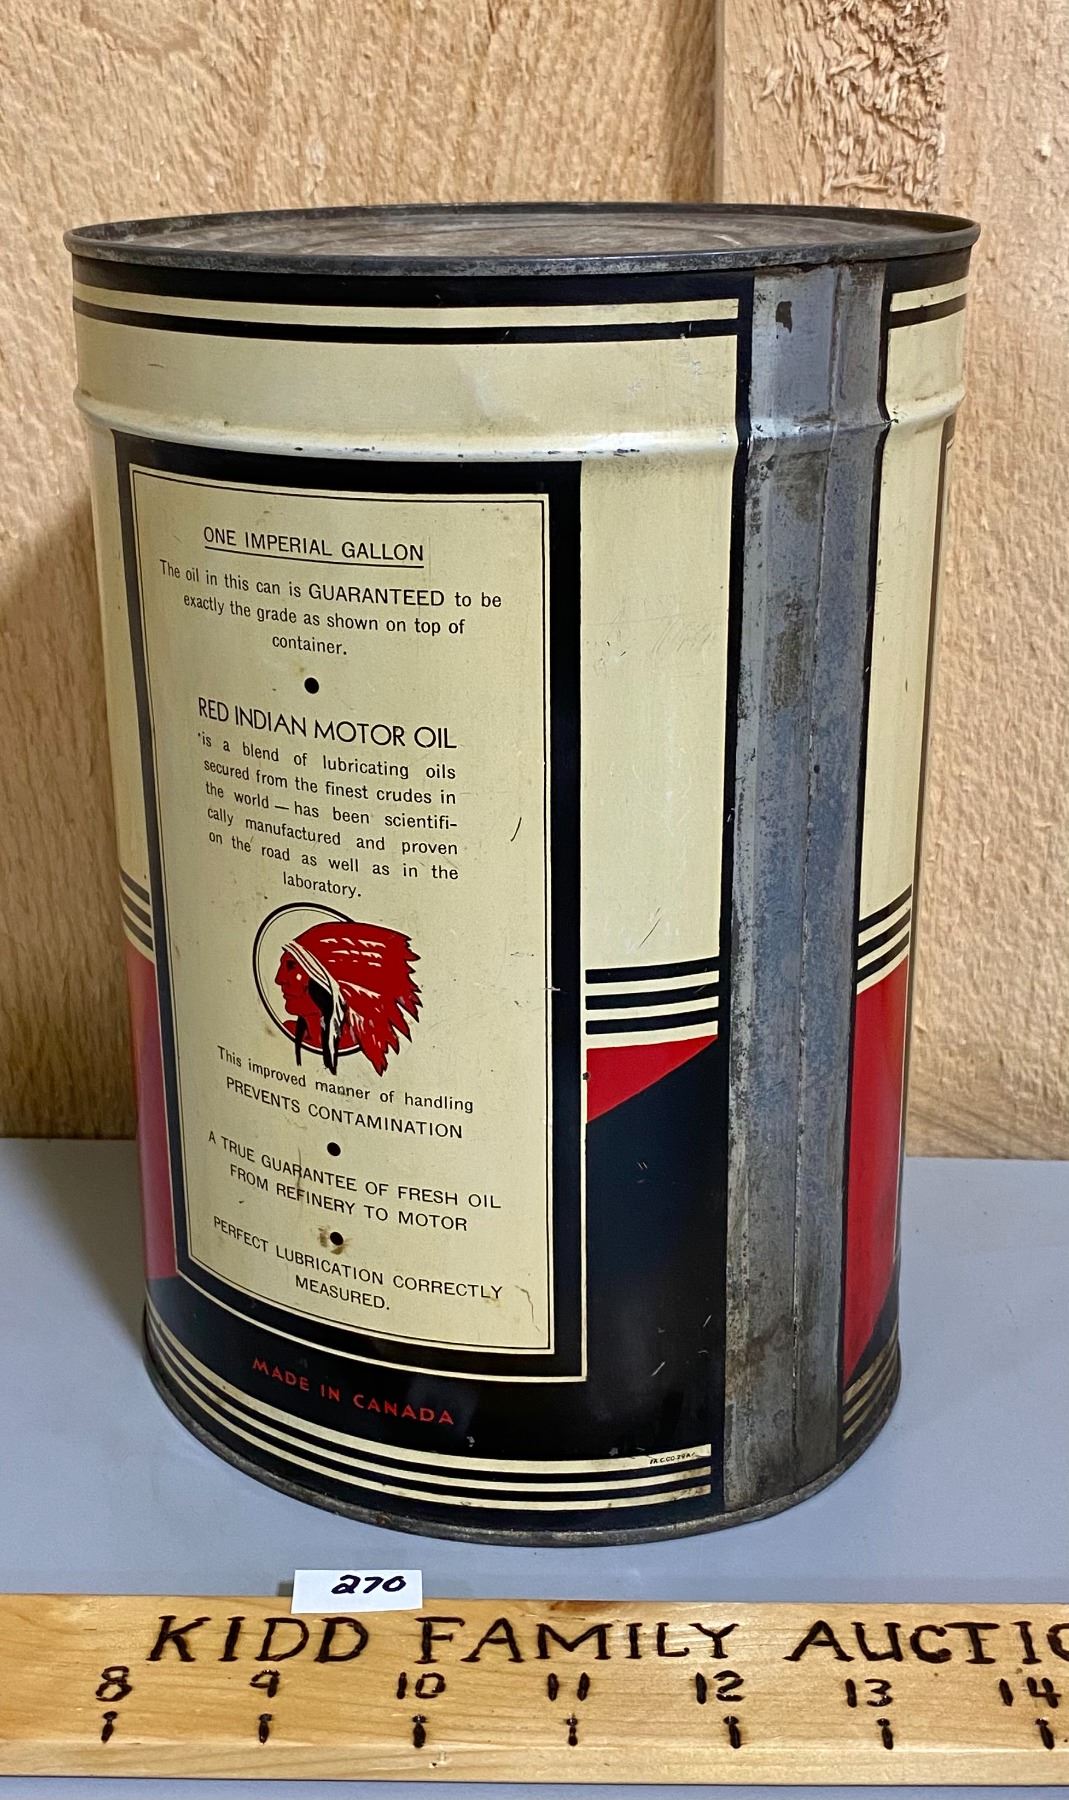 ONE IMPERIAL GALLON
The oil in this can is GUARANTEED to be
exactly the grade as shown on top of
container.
RED INDIAN MOTOR OIL
is a blend of lubricating oils
secured from the finest crudes in
the world — has been scientifi-
cally manufactured and proven
on the road as well as in the
laboratory.
This improved manner of handling
PREVENTS CONTAMINATION
A TRUE GUARANTEE OF FRESH OIL
FROM REFINERY TO MOTOR
PERFECT LUBRICATION CORRECTLY
MEASURED.
MADE IN CANADA
270
KIDD FAMILY AUCTIO
8 9 10 11 12 13 14